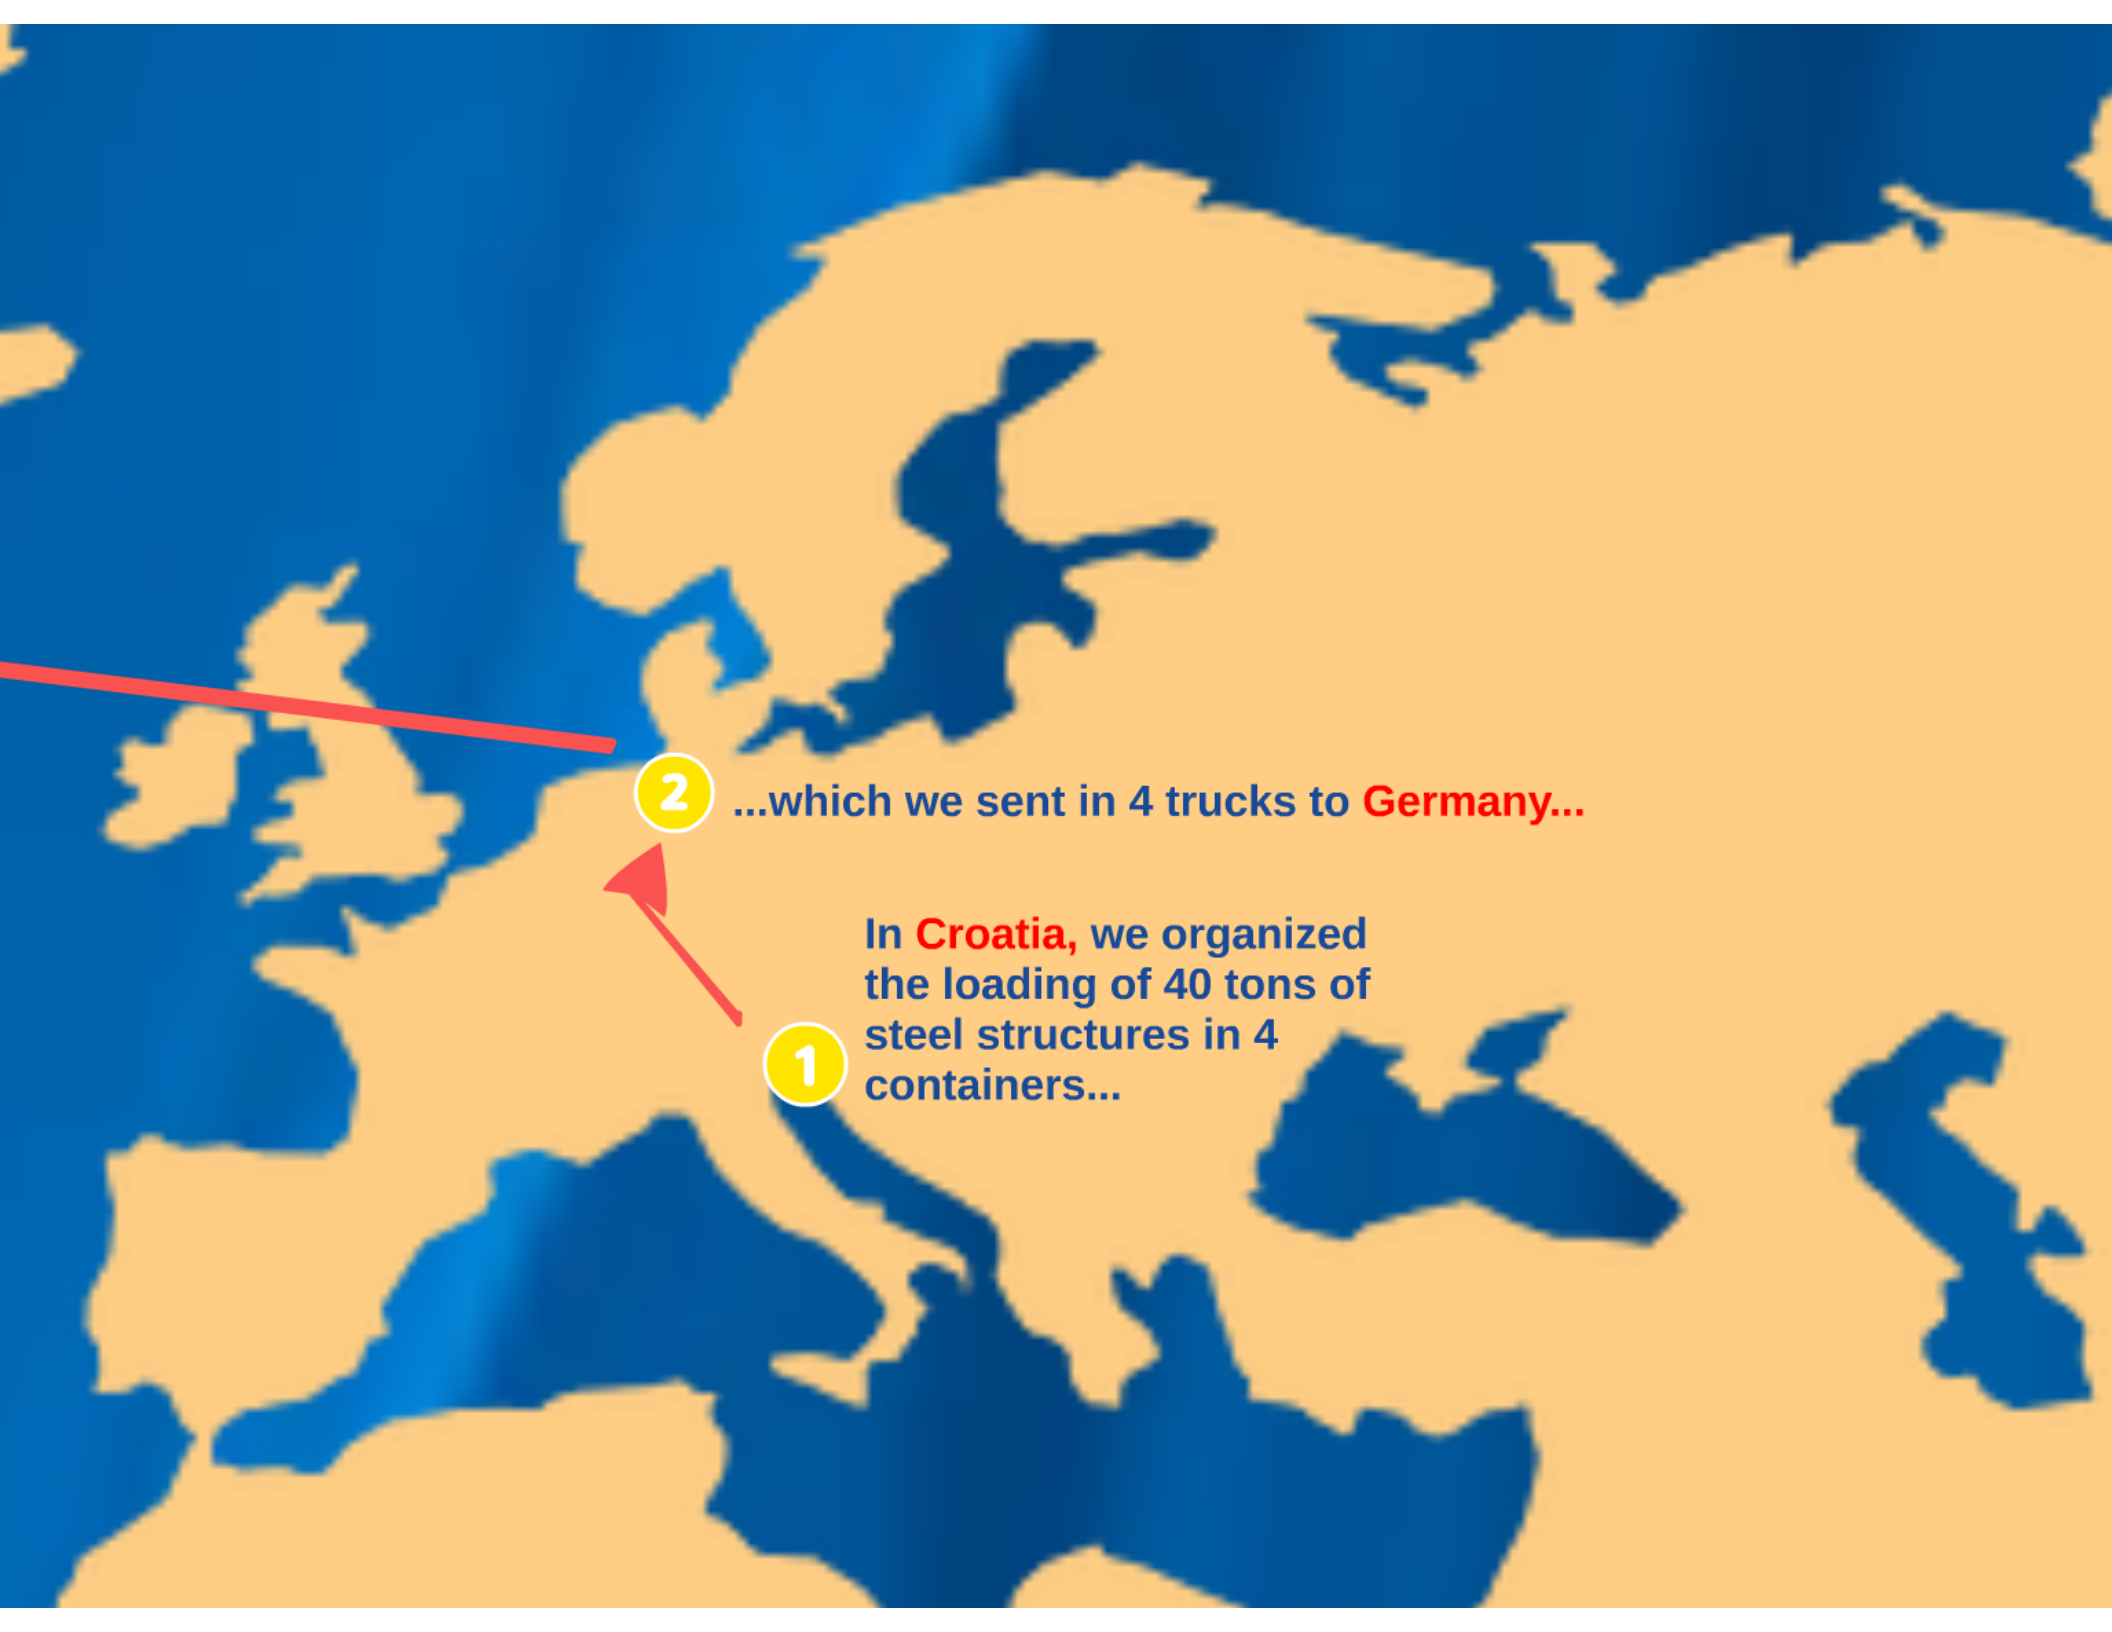 2
...which we sent in 4 trucks to Germany...
In Croatia, we organized
the loading of 40 tons of
steel structures in 4
containers...
1